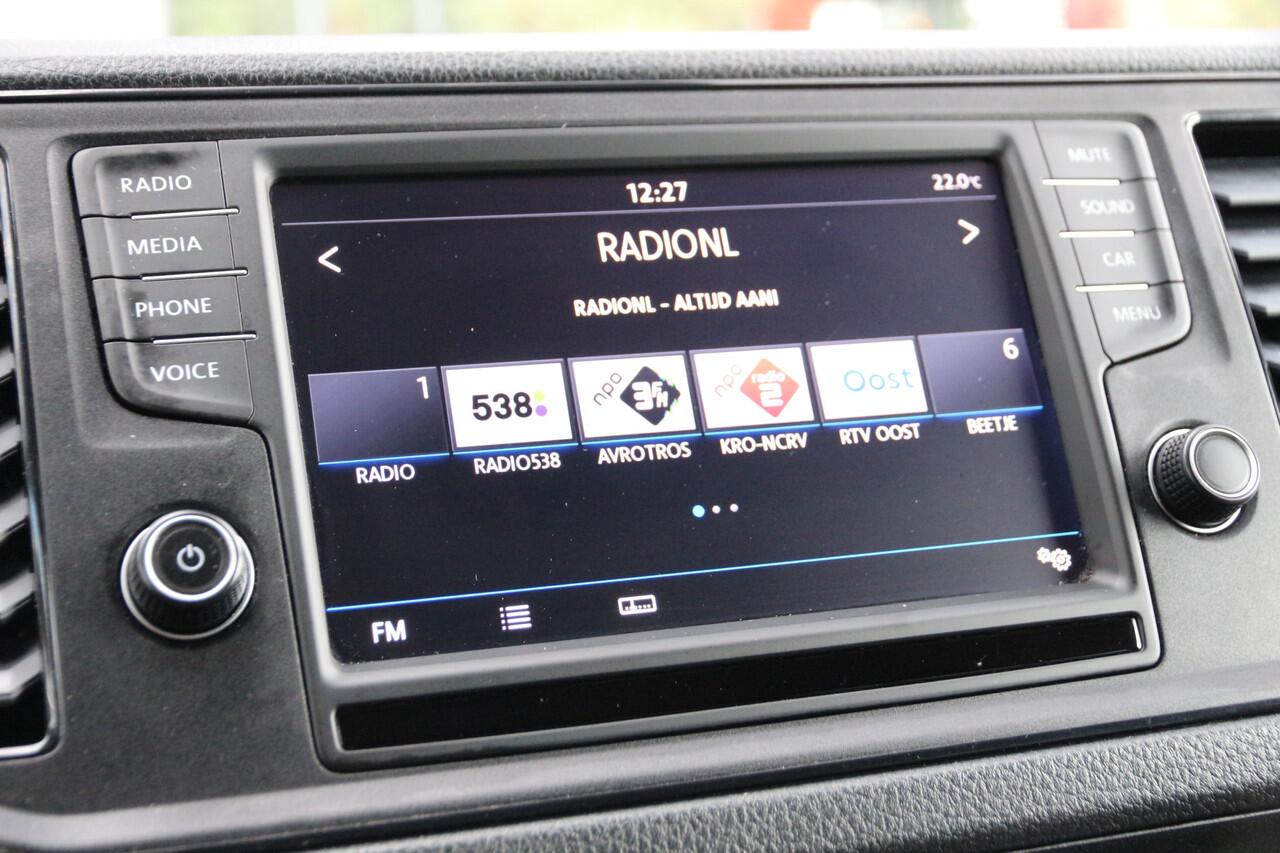 RADIO
MEDIA
PHONE
VOICE
12:27
22.0°C
<
RADIONL
>
RADIONL - ALTIJD AAN!
1
538
npo 3FM
npo radio 2
Oost
6
RADIO
RADIO538
AVROTROS
KRO-NCRV
RTV OOST
BEETJE
FM
MUTE
SOUND
CAR
MENU